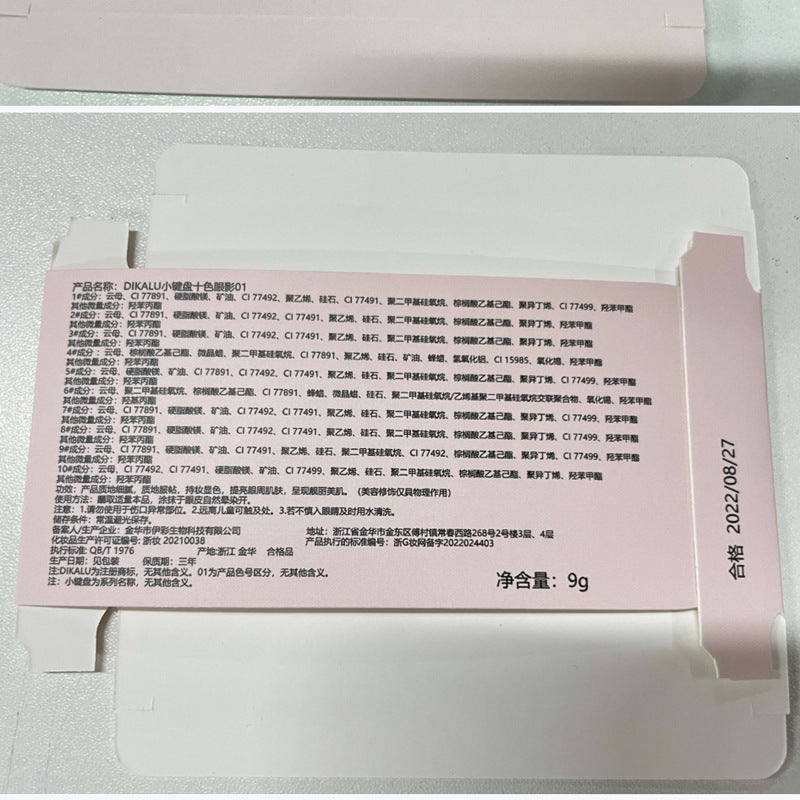 产品名称：DIKALU小键盘十色眼影01
1#成分：云母、CI 77891、硬脂酸镁、矿油、CI 77492、聚乙烯、硅石、CI 77491、聚二甲基硅氧烷、棕榈酸乙基己酯、聚异丁烯、CI 77499、羟苯甲酯
其他微量成分：羟苯丙酯
2#成分：云母、CI 77891、硬脂酸镁、矿油、CI 77492、CI 77491、聚乙烯、硅石、聚二甲基硅氧烷、棕榈酸乙基己酯、聚异丁烯、羟苯甲酯
其他微量成分：羟苯丙酯
3#成分：云母、CI 77891、硬脂酸镁、矿油、CI 77492、CI 77491、聚乙烯、硅石、聚二甲基硅氧烷、棕榈酸乙基己酯、聚异丁烯、羟苯甲酯
其他微量成分：羟苯丙酯
4#成分：云母、棕榈酸乙基己酯、微晶蜡、聚二甲基硅氧烷、CI 77891、聚乙烯、硅石、矿油、蜂蜡、氢氧化铝、CI 15985、氧化锡、羟苯甲酯
其他微量成分：羟苯丙酯
5#成分：云母、CI 77891、硬脂酸镁、矿油、CI 77492、CI 77491、聚乙烯、硅石、聚二甲基硅氧烷、棕榈酸乙基己酯、聚异丁烯、CI 77499、羟苯甲酯
其他微量成分：羟苯丙酯
6#成分：云母、聚二甲基硅氧烷、棕榈酸乙基己酯、CI 77891、蜂蜡、微晶蜡、硅石、聚二甲基硅氧烷/乙烯基聚二甲基硅氧烷交联聚合物、氧化锡、羟苯甲酯
其他微量成分：羟苯丙酯
7#成分：云母、CI 77891、硬脂酸镁、矿油、CI 77492、CI 77491、聚乙烯、硅石、聚二甲基硅氧烷、棕榈酸乙基己酯、聚异丁烯、CI 77499、羟苯甲酯
其他微量成分：羟苯丙酯
8#成分：云母、CI 77891、硬脂酸镁、矿油、CI 77492、CI 77491、聚乙烯、硅石、聚二甲基硅氧烷、棕榈酸乙基己酯、聚异丁烯、CI 77499、羟苯甲酯
其他微量成分：羟苯丙酯
9#成分：云母、CI 77891、硬脂酸镁、矿油、CI 77491、CI 77492、聚乙烯、硅石、聚二甲基硅氧烷、棕榈酸乙基己酯、聚异丁烯、CI 77499、羟苯甲酯
其他微量成分：羟苯丙酯
10#成分：云母、CI 77492、CI 77491、硬脂酸镁、矿油、CI 77499、聚乙烯、硅石、聚二甲基硅氧烷、棕榈酸乙基己酯、聚异丁烯、羟苯甲酯
其他微量成分：羟苯丙酯
功效：产品质地细腻，质地服帖，持妆显色，提亮眼周肌肤，呈现靓丽美肌。（美容修饰仅具物理作用）
使用方法：蘸取适量本品，涂抹于眼皮自然晕染开。
注意：1.请勿使用于伤口异常部位。2.远离儿童可触及处。3.若不慎入眼睛及时用水清洗。
储存条件：常温避光保存。
备案人/生产企业：金华市伊彩生物科技有限公司 地址：浙江省金华市金东区傅村镇常春西路268号2号楼3层、4层
化妆品生产许可证编号：浙妆 20210038 产品执行的标准编号：浙G妆网备字2022024403
执行标准：QB/T 1976 产地:浙江 金华 合格品
生产日期：见包装 保质期：三年
注:DIKALU为注册商标，无其他含义。01为产品色号区分，无其他含义。
注：小键盘为系列名称，无其他含义。
净含量：9g
合格 2022/08/27